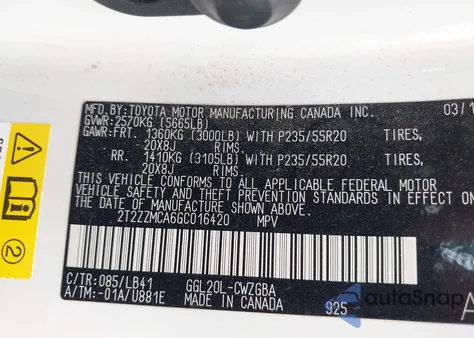 MFD.BY:TOYOTA MOTOR MANUFACTURING CANADA INC. 03/1
GVWR:2570KG (5665LB)
GAWR:FRT. 1360KG (3000LB) WITH P235/55R20 TIRES,
20X8J RIMS.
RR. 1410KG (3105LB) WITH P235/55R20 TIRES,
20X8J RIMS.
THIS VEHICLE CONFORMS TO ALL APPLICABLE FEDERAL MOTOR
VEHICLE SAFETY AND THEFT PREVENTION STANDARDS IN EFFECT ON
THE DATE OF MANUFACTURE SHOWN ABOVE.
2T2ZZMCA6GC016420 MPV
C/TR:085/LB41 GGL20L-CWZGBA
A/TM:-01A/U881E MADE IN CANADA 925
2
autoSnap